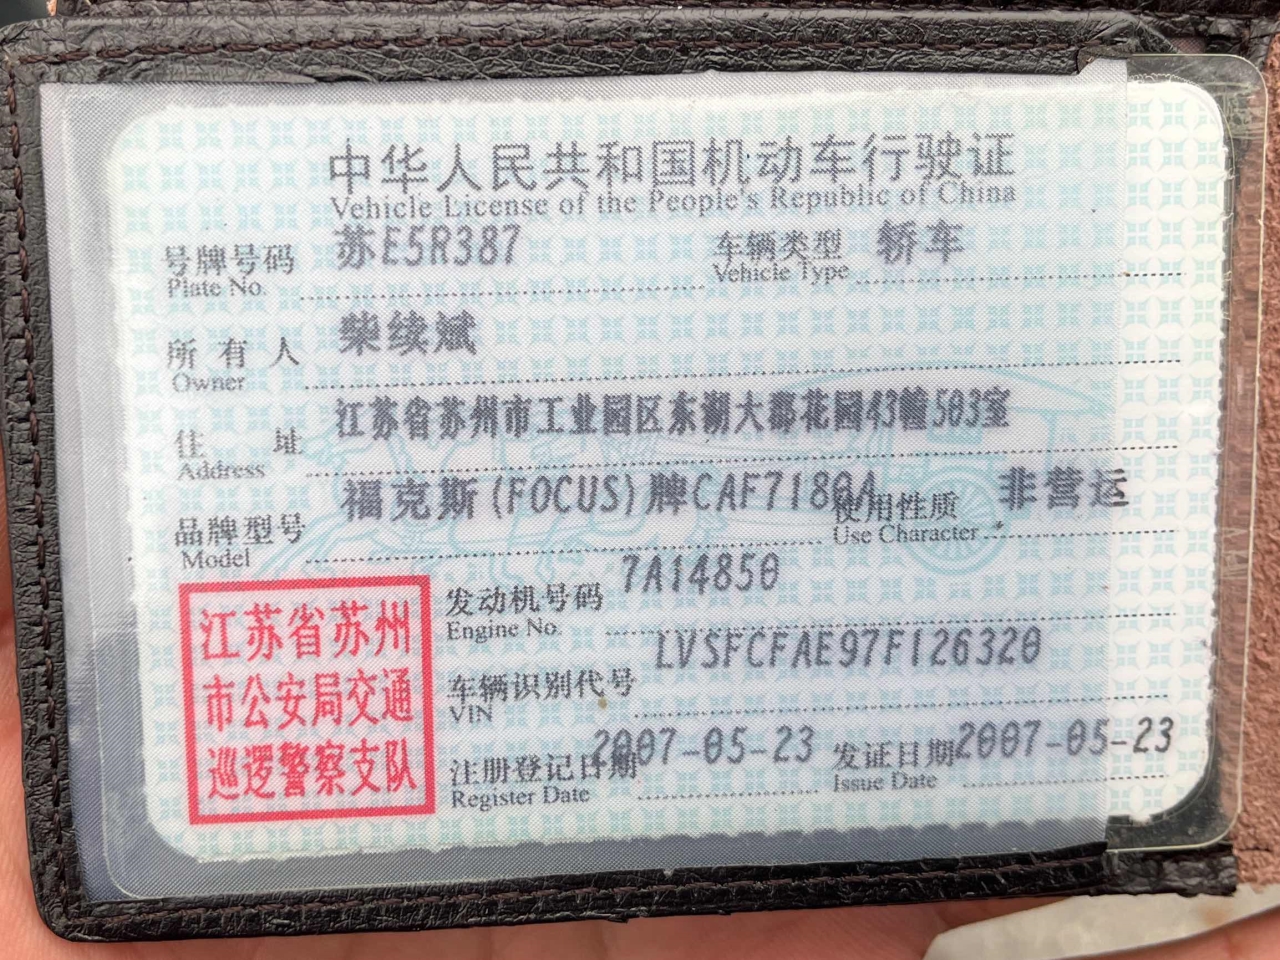 中华人民共和国机动车行驶证
Vehicle License of the People's Republic of China
号牌号码 苏E5R387 车辆类型 轿车
Plate No. Vehicle Type
所有人 柴续斌
Owner
住址 江苏省苏州市工业园区东湖大郡花园43幢503室
Address
品牌型号 福克斯(FOCUS)牌CAF7180A 使用性质 非营运
Model Use Character
发动机号码 7A14850
Engine No.
车辆识别代号 LVSFCFAE97F126320
VIN
注册登记日期 2007-05-23 发证日期 2007-05-23
Register Date Issue Date
江苏省苏州
市公安局交通
巡逻警察支队